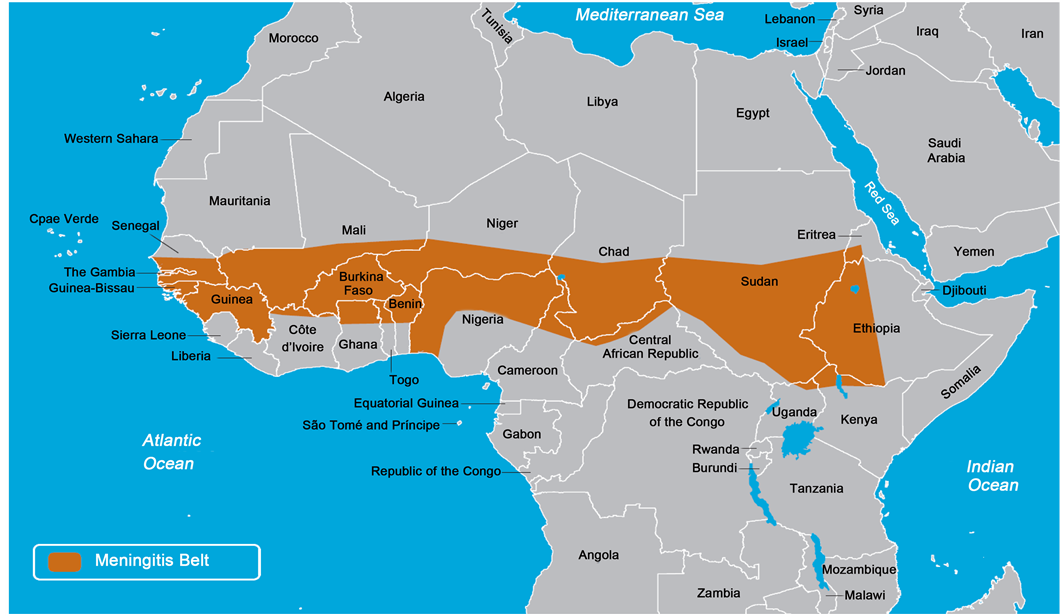 Mediterranean Sea
Syria
Lebanon
Tunisia
Iraq
Iran
Morocco
Israel
Jordan
Algeria
Libya
Egypt
Western Sahara
Saudi
Arabia
Mauritania
Red Sea
Cpae Verde
Senegal
Mali
Niger
Chad
Eritrea
Yemen
The Gambia
Guinea-Bissau
Guinea
Burkina
Faso
Benin
Sudan
Djibouti
Sierra Leone
Liberia
Côte
d'Ivoire
Ghana
Nigeria
Ethiopia
Central
African Republic
Togo
Cameroon
Somalia
Equatorial Guinea
Democratic Republic
of the Congo
Uganda
Kenya
São Tomé and Príncipe
Gabon
Atlantic
Ocean
Rwanda
Burundi
Republic of the Congo
Indian
Ocean
Tanzania
Meningitis Belt
Angola
Mozambique
Zambia
Malawi